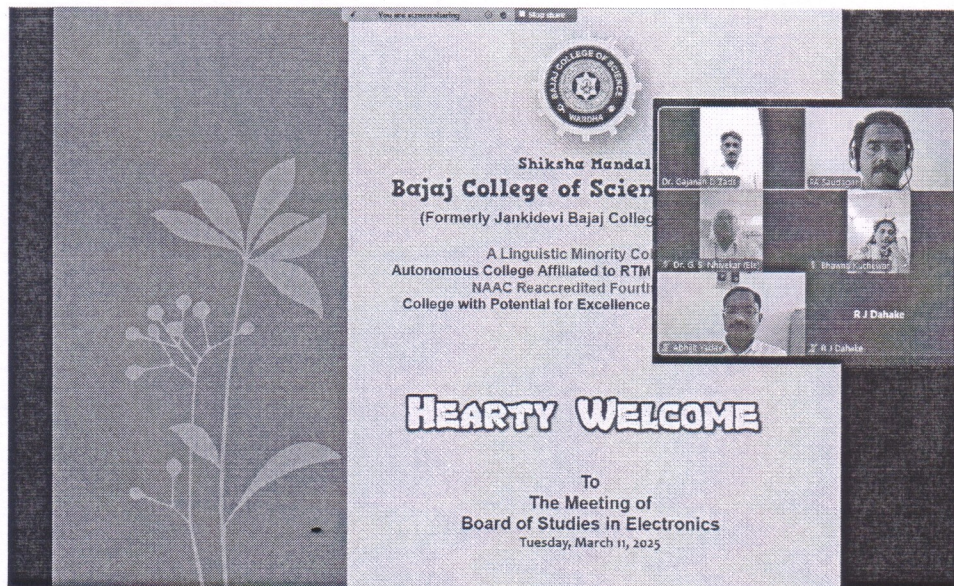 You are screen sharing
Stop share
BAJAJ COLLEGE OF SCIENCE
WARDHA
Shiksha Mandal
Bajaj College of Scien
(Formerly Jankidevi Bajaj Colleg
A Linguistic Minority Col
Autonomous College Affiliated to RTM
NAAC Reaccredited Fourth
College with Potential for Excellence
Dr. Gajanan
Dr. G. S.
Bhawna
Abhijit Yadav
R J Dahake
R J Dahake
HEARTY WELCOME
To
The Meeting of
Board of Studies in Electronics
Tuesday, March 11, 2025